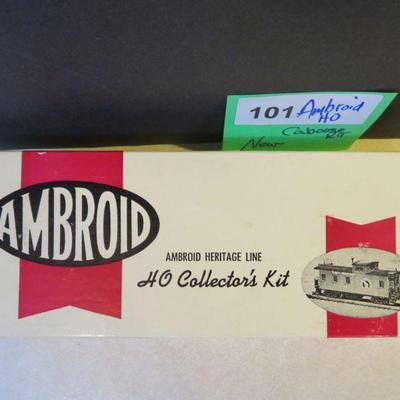 101 Ambroid
HO
Caboose
Kit
New
AMBROID
AMBROID HERITAGE LINE
HO Collector's Kit